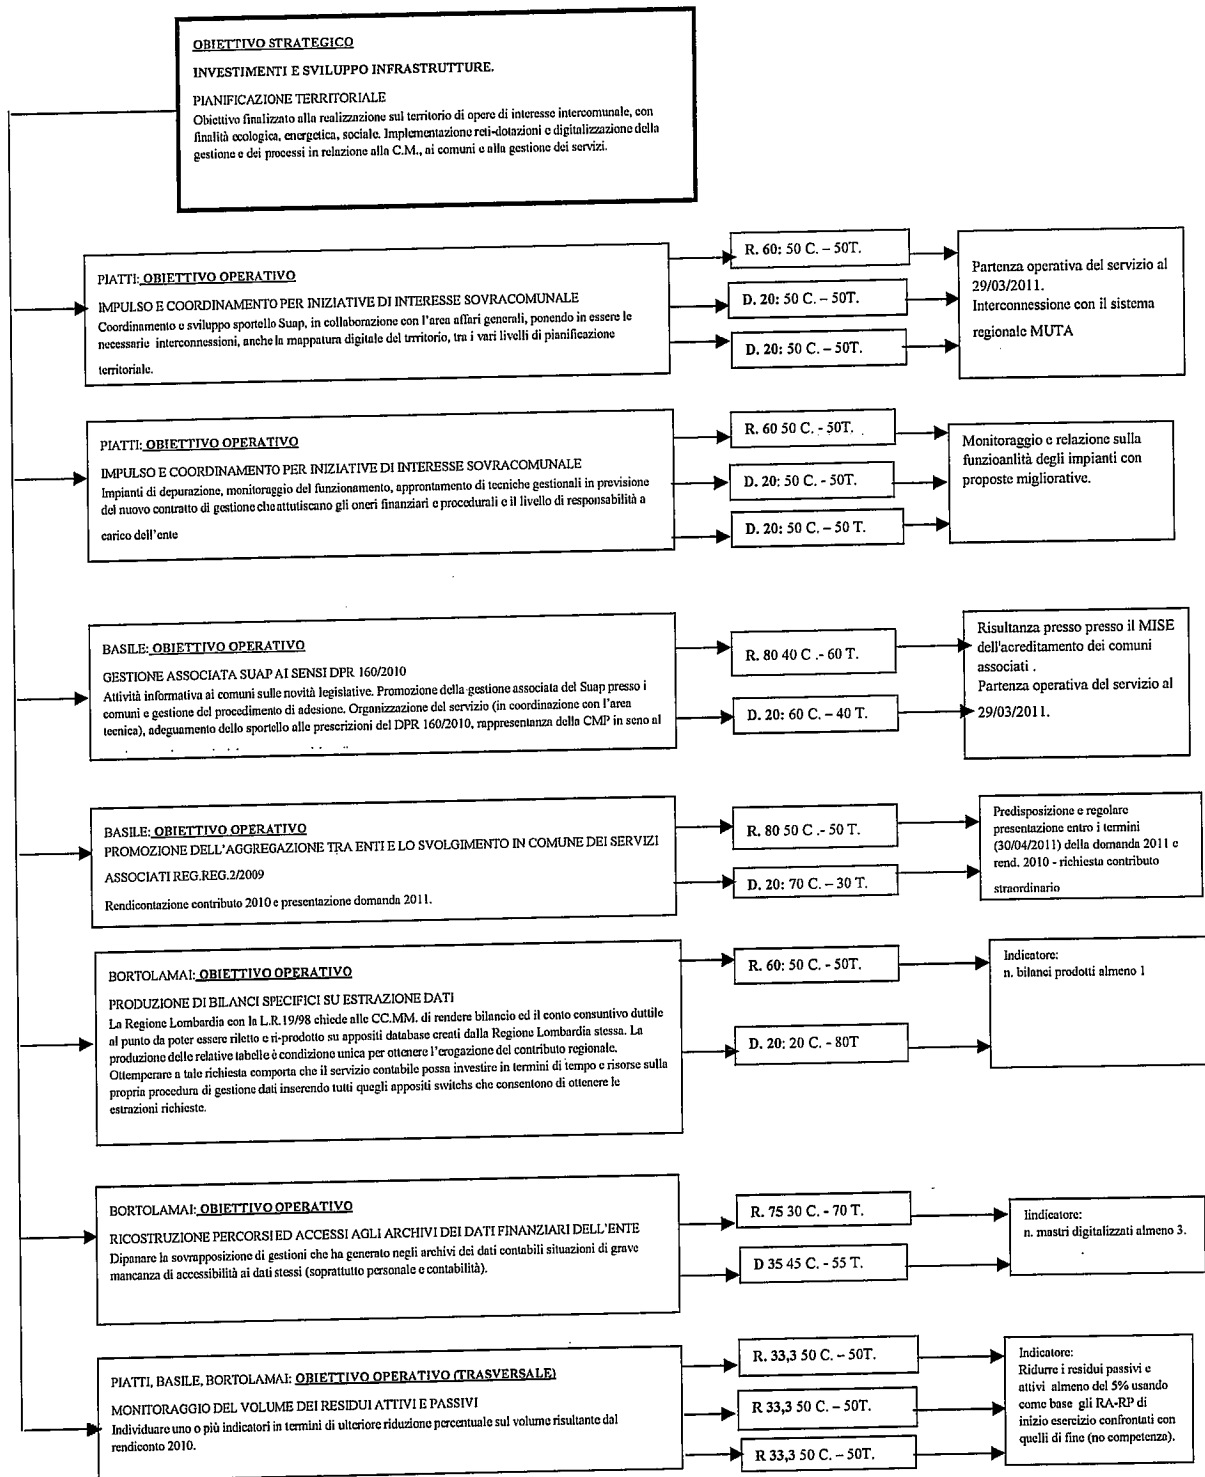 OBIETTIVO STRATEGICO
INVESTIMENTI E SVILUPPO INFRASTRUTTURE.
PIANIFICAZIONE TERRITORIALE
Obiettivo finalizzato alla realizzazione sul territorio di opere di interesse intercomunale, con
finalità ecologica, energetica, sociale. Implementazione reti-dotazioni e digitalizzazione della
gestione e dei processi in relazione alla C.M., ai comuni e alla gestione dei servizi.
PIATTI: OBIETTIVO OPERATIVO
IMPULSO E COORDINAMENTO PER INIZIATIVE DI INTERESSE SOVRACOMUNALE
Coordinamento e sviluppo sportello Suap, in collaborazione con l'area affari generali, ponendo in essere le
necessarie interconnessioni, anche la mappatura digitale del trritorio, tra i vari livelli di pianificazione
territoriale.
R. 60: 50 C. – 50T.
D. 20: 50 C. – 50T.
D. 20: 50 C. – 50T.
Partenza operativa del servizio al
29/03/2011.
Interconnessione con il sistema
regionale MUTA
PIATTI: OBIETTIVO OPERATIVO
IMPULSO E COORDINAMENTO PER INIZIATIVE DI INTERESSE SOVRACOMUNALE
Impianti di depurazione, monitoraggio del funzionamento, approntamento di tecniche gestionali in previsione
del nuovo contratto di gestione che attutiscano gli oneri finanziari e procedurali e il livello di responsabilità a
carico dell'ente
R. 60 50 C. - 50T.
D. 20: 50 C. - 50T.
D. 20: 50 C. – 50 T.
Monitoraggio e relazione sulla
funzioanlità degli impianti con
proposte migliorative.
BASILE: OBIETTIVO OPERATIVO
GESTIONE ASSOCIATA SUAP AI SENSI DPR 160/2010
Attività informativa ai comuni sulle novità legislative. Promozione della gestione associata del Suap presso i
comuni e gestione del procedimento di adesione. Organizzazione del servizio (in coordinazione con l'area
tecnica), adeguamento dello sportello alle prescrizioni del DPR 160/2010, rappresentanza della CMP in seno al
R. 80 40 C .- 60 T.
D. 20: 60 C. – 40 T.
Risultanza presso presso il MISE
dell'acreditamento dei comuni
associati .
Partenza operativa del servizio al
29/03/2011.
BASILE: OBIETTIVO OPERATIVO
PROMOZIONE DELL'AGGREGAZIONE TRA ENTI E LO SVOLGIMENTO IN COMUNE DEI SERVIZI
ASSOCIATI REG.REG.2/2009
Rendicontazione contributo 2010 e presentazione domanda 2011.
R. 80 50 C .- 50 T.
D. 20: 70 C. – 30 T.
Predisposizione e regolare
presentazione entro i termini
(30/04/2011) della domanda 2011 e
rend. 2010 - richiesta contributo
straordinario
BORTOLAMAI: OBIETTIVO OPERATIVO
PRODUZIONE DI BILANCI SPECIFICI SU ESTRAZIONE DATI
La Regione Lombardia con la L.R.19/98 chiede alle CC.MM. di rendere bilancio ed il conto consuntivo duttile
al punto da poter essere riletto e ri-prodotto su appositi database creati dalla Regione Lombardia stessa. La
produzione delle relative tabelle è condizione unica per ottenere l'erogazione del contributo regionale.
Ottemperare a tale richiesta comporta che il servizio contabile possa investire in termini di tempo e risorse sulla
propria procedura di gestione dati inserendo tutti quegli appositi switchs che consentono di ottenere le
estrazioni richieste.
R. 60: 50 C. - 50T.
D. 20: 20 C. - 80T
Indicatore:
n. bilanci prodotti almeno 1
BORTOLAMAI: OBIETTIVO OPERATIVO
RICOSTRUZIONE PERCORSI ED ACCESSI AGLI ARCHIVI DEI DATI FINANZIARI DELL'ENTE
Dipanare la sovrapposizione di gestioni che ha generato negli archivi dei dati contabili situazioni di grave
mancanza di accessibilità ai dati stessi (soprattutto personale e contabilità).
R. 75 30 C. - 70 T.
D 35 45 C. - 55 T.
Iindicatore:
n. mastri digitalizzati almeno 3.
PIATTI, BASILE, BORTOLAMAI: OBIETTIVO OPERATIVO (TRASVERSALE)
MONITORAGGIO DEL VOLUME DEI RESIDUI ATTIVI E PASSIVI
Individuare uno o più indicatori in termini di ulteriore riduzione percentuale sul volume risultante dal
rendiconto 2010.
R. 33,3 50 C. – 50T.
R 33,3 50 C. – 50T.
R 33,3 50 C. – 50T.
Indicatore:
Ridurre i residui passivi e
attivi almeno del 5% usando
come base gli RA-RP di
inizio esercizio confrontati con
quelli di fine (no competenza).